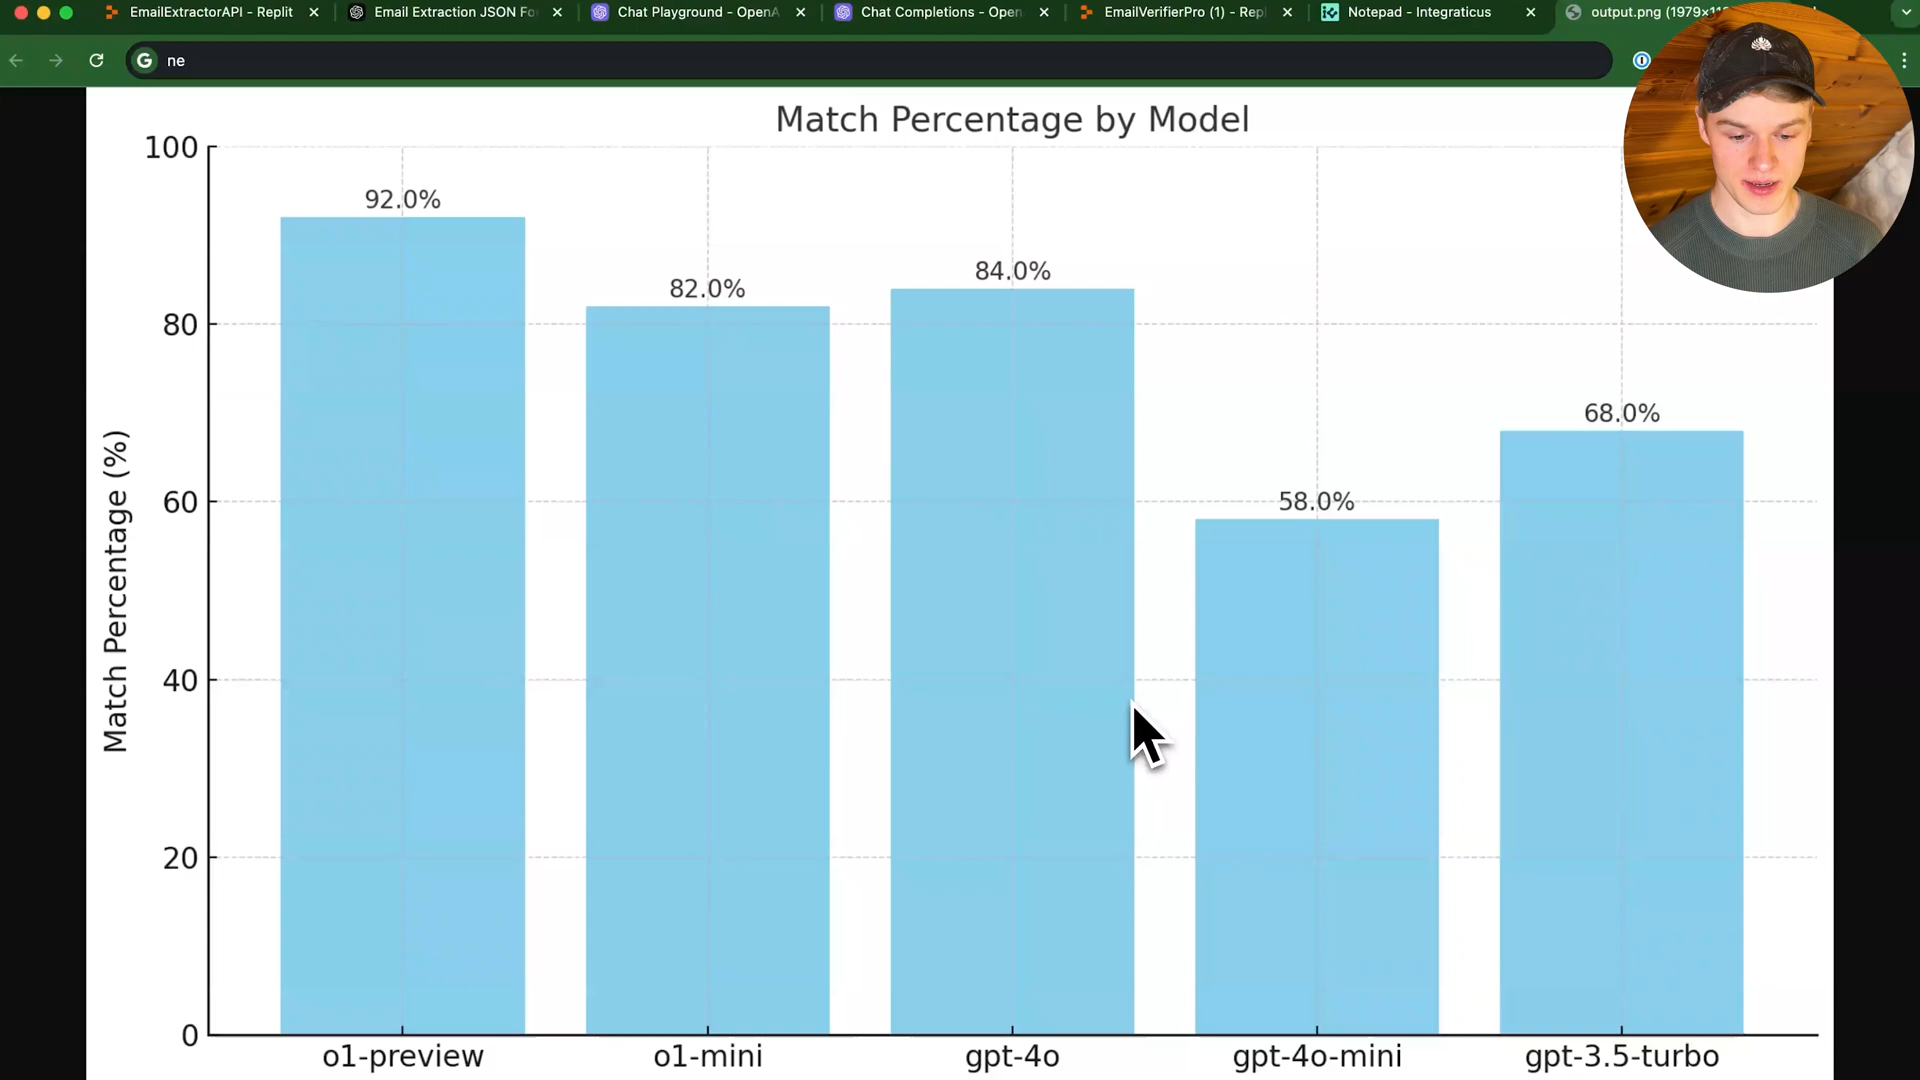 EmailExtractorAPI - Replit
Email Extraction JSON Fo
Chat Playground - OpenA
Chat Completions - Open
EmailVerifierPro (1) - Repl
Notepad - Integraticus
output.png (1979×11
ne
Match Percentage by Model
100
92.0%
82.0%
84.0%
58.0%
68.0%
80
60
40
20
0
Match Percentage (%)
o1-preview
o1-mini
gpt-4o
gpt-4o-mini
gpt-3.5-turbo